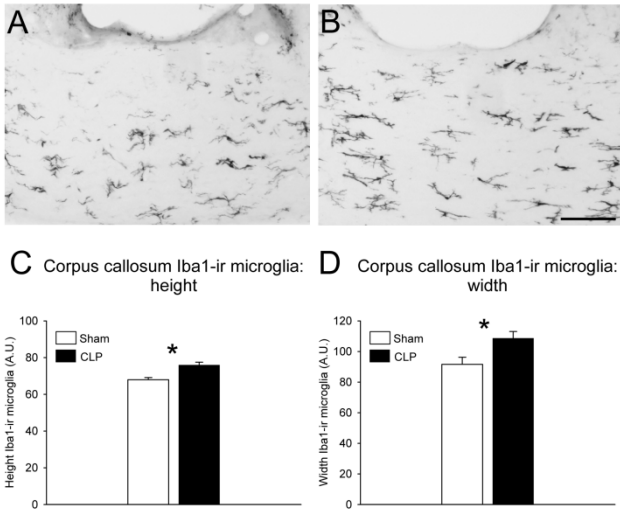 A
B
C Corpus callosum Iba1-ir microglia:
height
Height Iba1-ir microglia (A.U.)
100
80
60
40
20
0
Sham
CLP
*
D Corpus callosum Iba1-ir microglia:
width
Width Iba1-ir microglia (A.U.)
120
100
80
60
40
20
0
Sham
CLP
*